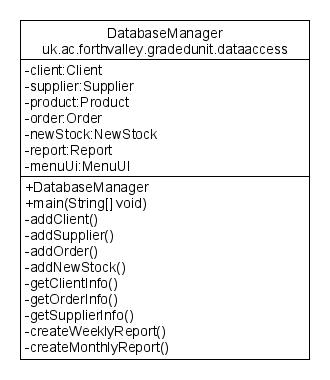 DatabaseManager
uk.ac.forthvalley.gradedunit.dataaccess
-client:Client
-supplier:Supplier
-product:Product
-order:Order
-newStock:NewStock
-report:Report
-menuUi:MenuUI
+DatabaseManager
+main(String[] void)
-addClient()
-addSupplier()
-addOrder()
-addNewStock()
-getClientInfo()
-getOrderInfo()
-getSupplierInfo()
-createWeeklyReport()
-createMonthlyReport()